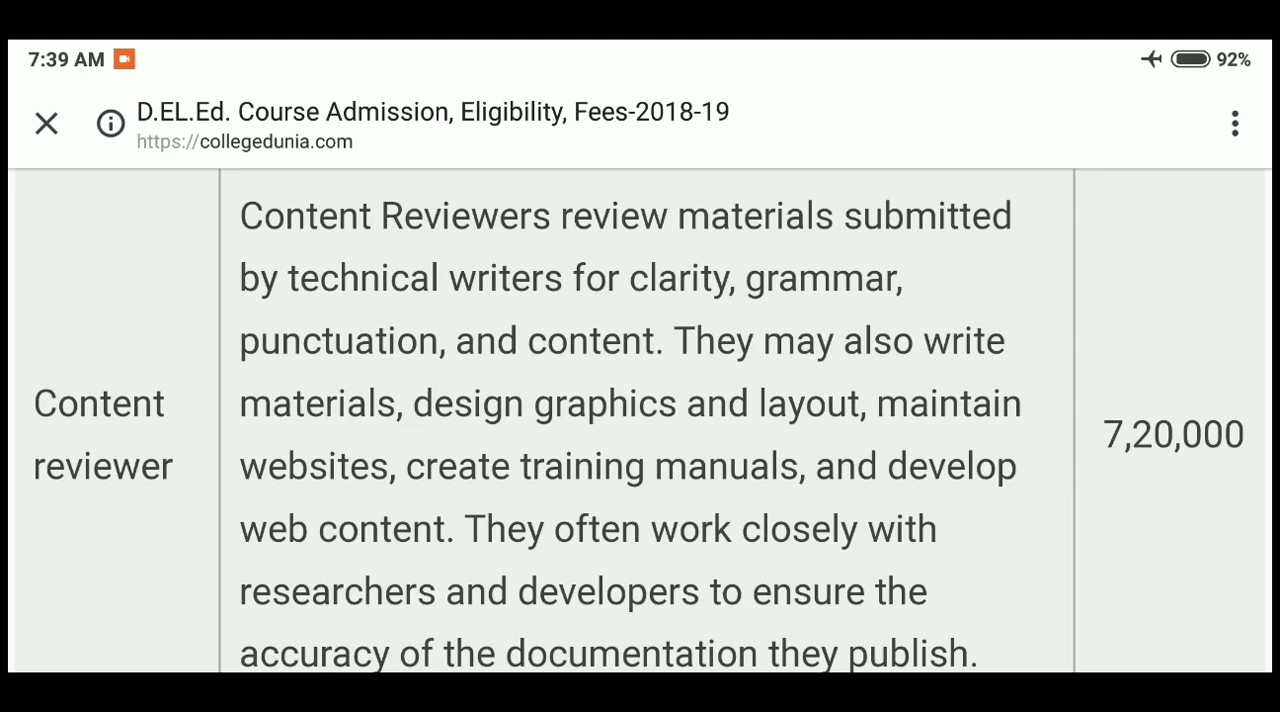 7:39 AM
92%
D.EL.Ed. Course Admission, Eligibility, Fees-2018-19
https://collegedunia.com
Content
reviewer
Content Reviewers review materials submitted
by technical writers for clarity, grammar,
punctuation, and content. They may also write
materials, design graphics and layout, maintain
websites, create training manuals, and develop
web content. They often work closely with
researchers and developers to ensure the
accuracy of the documentation they publish.
7,20,000